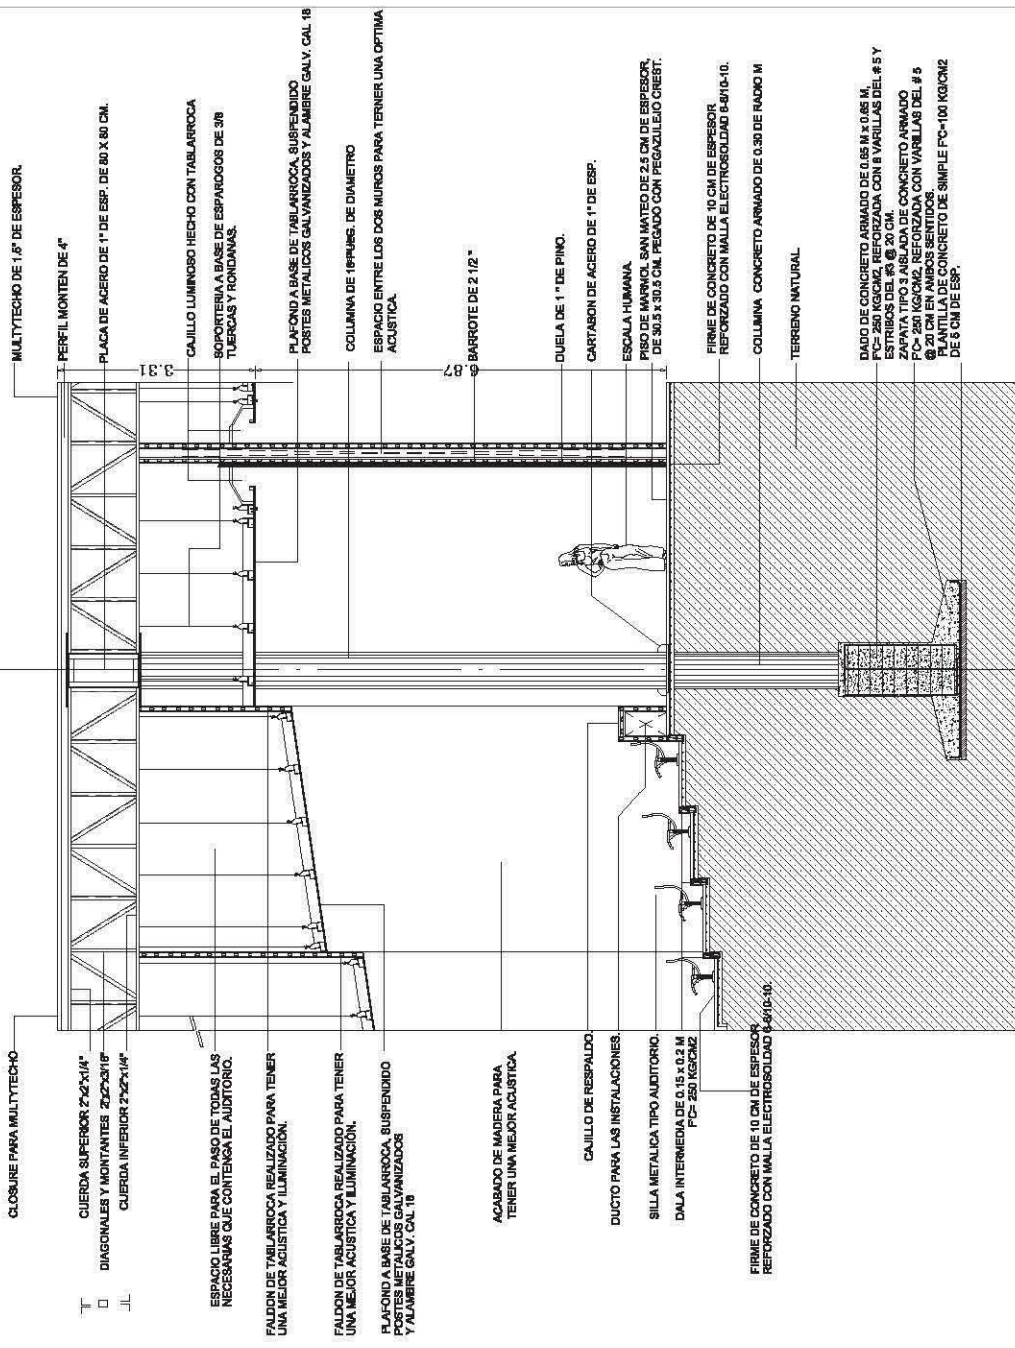 MULTYTECHO DE 1.5" DE ESPESOR.
PERFIL MONTEN DE 4"
PLACA DE ACERO DE 1" DE ESP. DE 80 X 80 CM.
CAJILLO LUMINOSO HECHO CON TABLARROCA
SOPORTERIA A BASE DE ESPARRGOS DE 3/8
TUERCAS Y RONDANAS.
PLAFOND A BASE DE TABLARROCA, SUSPENDIDO
POSTES METALICOS GALVANIZADOS Y ALAMBRE GALV. CAL 18
COLUMNA DE 18 PULG. DE DIAMETRO
ESPACIO ENTRE LOS DOS MUROS PARA TERNER UNA OPTIMA
ACUSTICA.
BARROTE DE 2 1/2 "
DUELA DE 1 " DE PINO.
CARTABON DE ACERO DE 1" DE ESP.
ESCALA HUMANA.
PISO DE MARMOL SAN MATEO DE 2.5 CM DE ESPESOR,
DE 30.5 x 30.5 CM. PEGADO CON PEGAZULEJO CREST.
FIRME DE CONCRETO DE 10 CM DE ESPESOR
REFORZADO CON MALLA ELECTROSOLDAD 6-8/10-10.
COLUMNA CONCRETO ARMADO DE 0.30 DE RADIO M
TERRENO NATURAL
DADO DE CONCRETO ARMADO DE 0.65 M x 0.65 M,
F'C= 250 KG/CM2, REFORZADA CON 8 VARILLAS DEL # 5 Y
ESTRIBOS DEL #3 @ 20 CM.
ZAPATA TIPO 3 AISLADA DE CONCRETO ARMADO
F'C= 250 KG/CM2, REFORZADA CON VARILLAS DEL # 5
@ 20 CM EN AMBOS SENTIDOS.
PLANTILLA DE CONCRETO DE SIMPLE F'C=100 KG/CM2
DE 5 CM DE ESP.
3.31
6.87
CLOSURE PARA MULTYTECHO
CUERDA SUPERIOR 2"x2"x1/4"
DIAGONALES Y MONTANTES 2"x2"x3/16"
CUERDA INFERIOR 2"x2"x1/4"
ESPACIO LIBRE PARA EL PASO DE TODAS LAS
NECESARIAS QUE CONTENGA EL AUDITORIO.
FALDON DE TABLARROCA REALIZADO PARA TENER
UNA MEJOR ACUSTICA Y ILUMINACIÓN.
FALDON DE TABLARROCA REALIZADO PARA TENER
UNA MEJOR ACUSTICA Y ILUMINACIÓN.
PLAFOND A BASE DE TABLARROCA, SUSPENDIDO
POSTES METALICOS GALVANIZADOS
Y ALAMBRE GALV. CAL 18
ACABADO DE MADERA PARA
TENER UNA MEJOR ACUSTICA.
CAJILLO DE RESPALDO.
DUCTO PARA LAS INSTALACIONES.
SILLA METALICA TIPO AUDITORIO.
DALA INTERMEDIA DE 0.15 x 0.2 M
F'C= 250 KG/CM2
FIRME DE CONCRETO DE 10 CM DE ESPESOR
REFORZADO CON MALLA ELECTROSOLDAD 6-6/10-10.